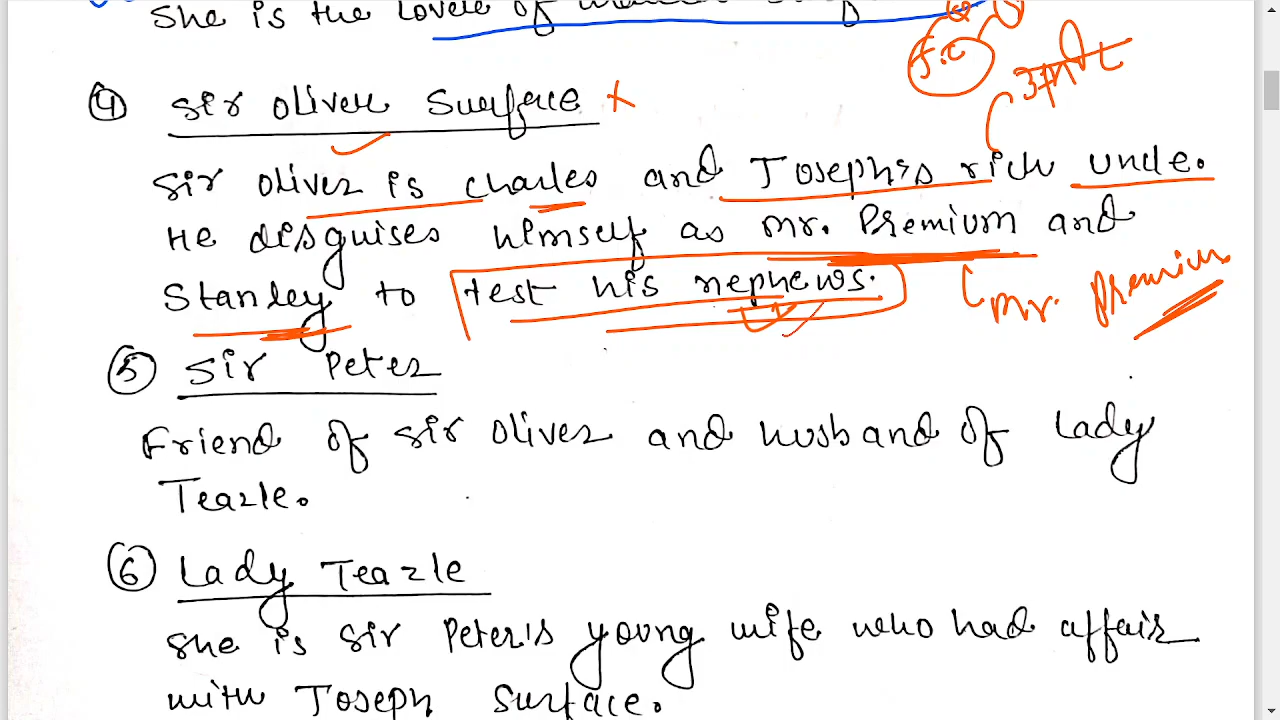 She is the Lover of
④ Sir Oliver Surface
Sir Oliver is Charles and Joseph's rich uncle.
He disguises himself as Mr. Premium and
Stanley to test his nephews.
Mr. Premium
⑤ Sir Peter
Friend of Sir Oliver and husband of Lady
Teazle.
⑥ Lady Teazle
She is Sir Peter's young wife who had affair
with Joseph Surface.